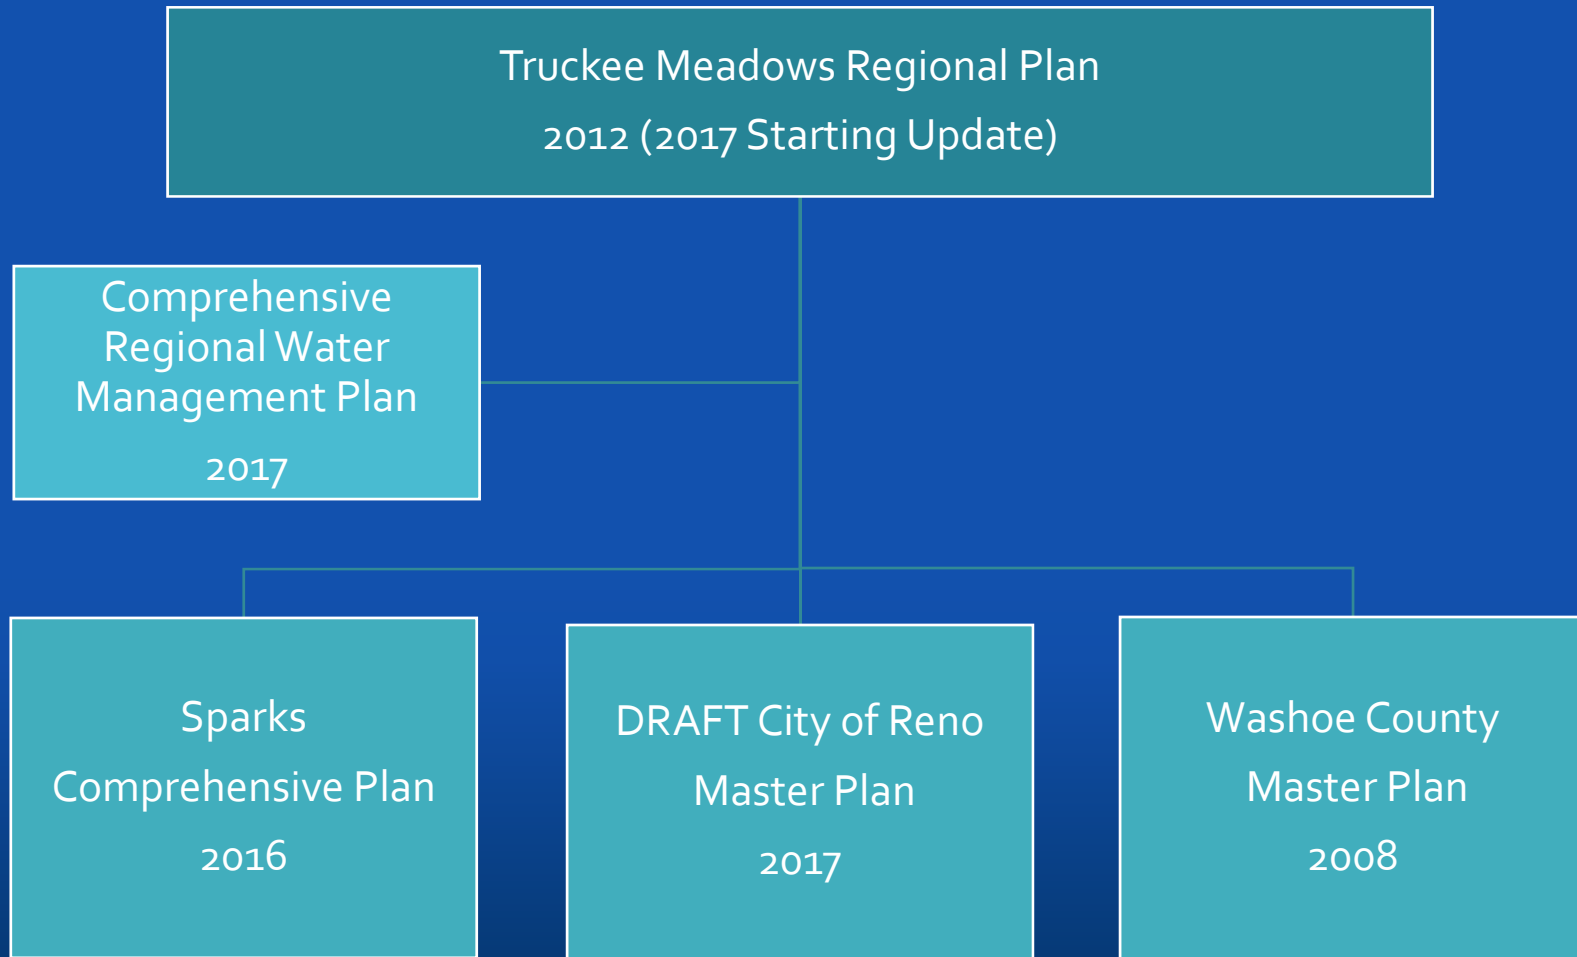 Truckee Meadows Regional Plan
2012 (2017 Starting Update)
Comprehensive
Regional Water
Management Plan
2017
Sparks
Comprehensive Plan
2016
DRAFT City of Reno
Master Plan
2017
Washoe County
Master Plan
2008